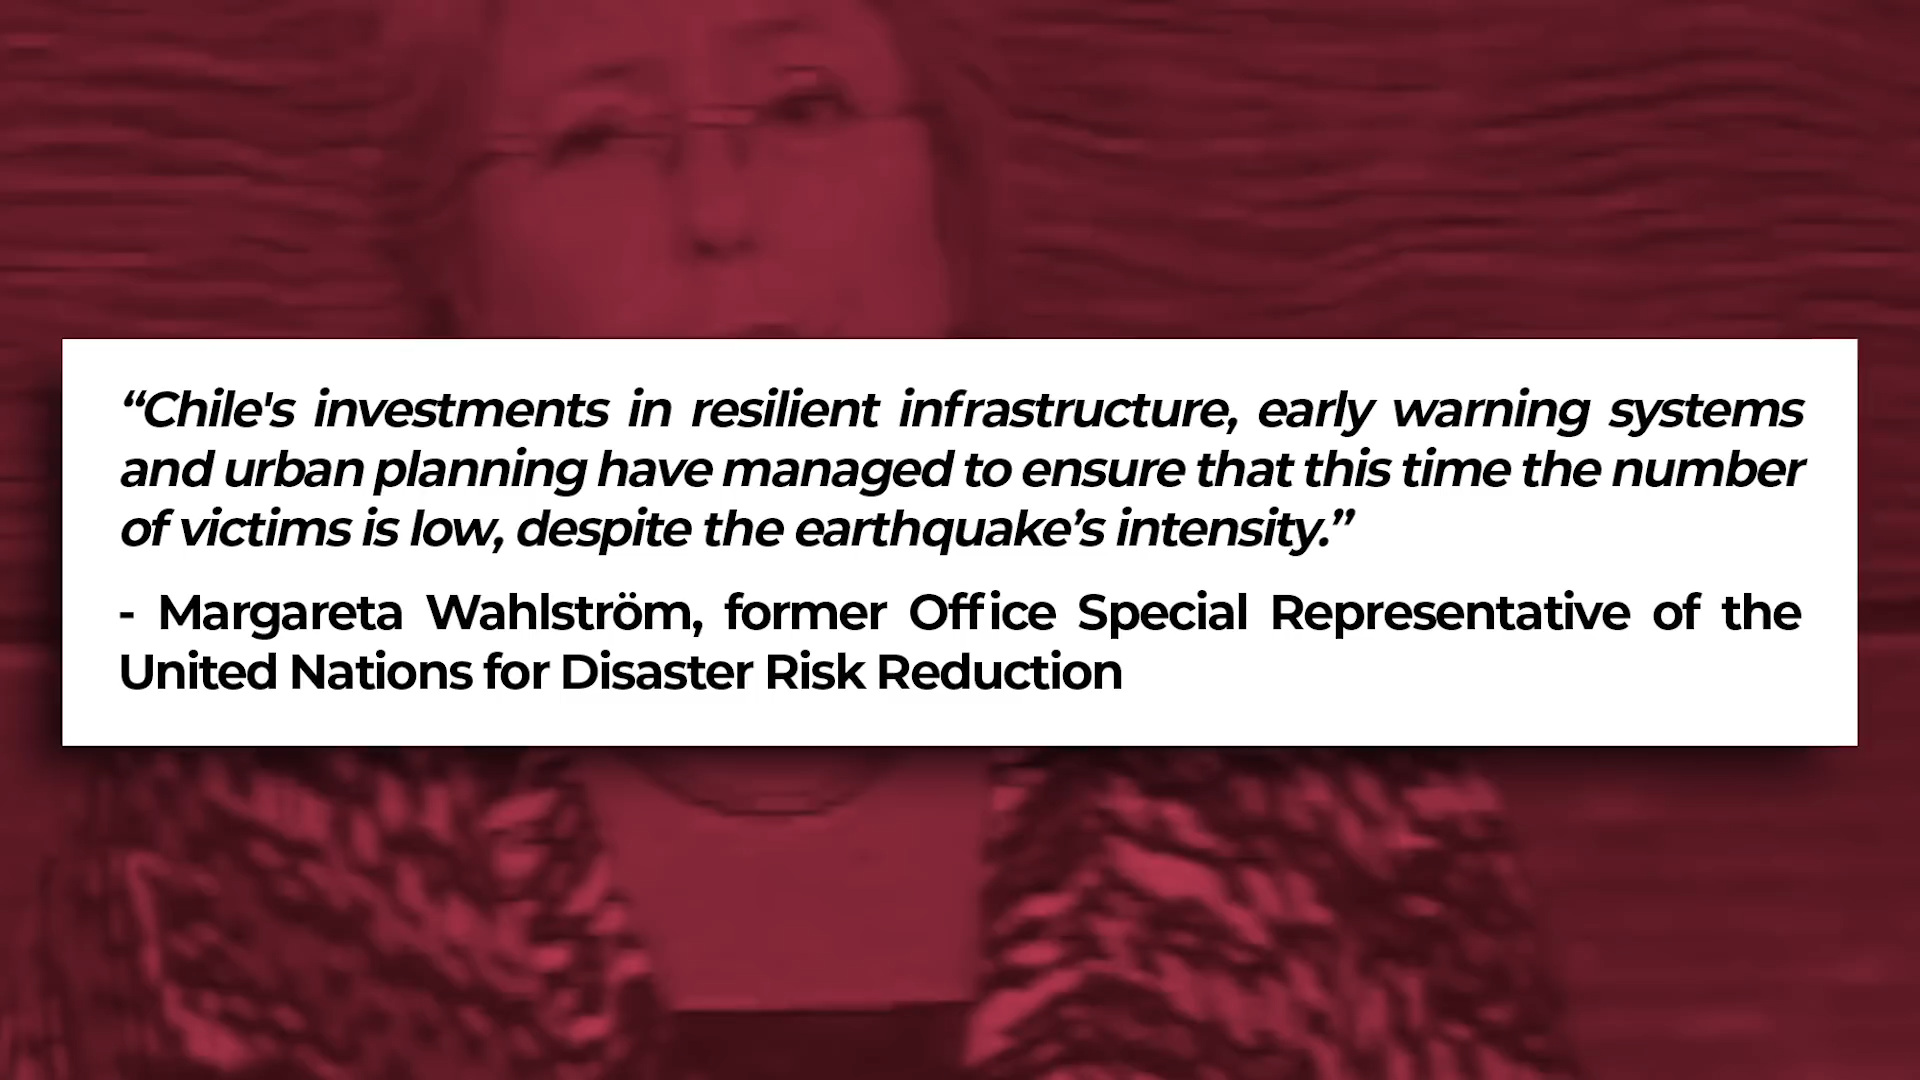 “Chile's investments in resilient infrastructure, early warning systems
and urban planning have managed to ensure that this time the number
of victims is low, despite the earthquake’s intensity.”
- Margareta Wahlström, former Office Special Representative of the
United Nations for Disaster Risk Reduction